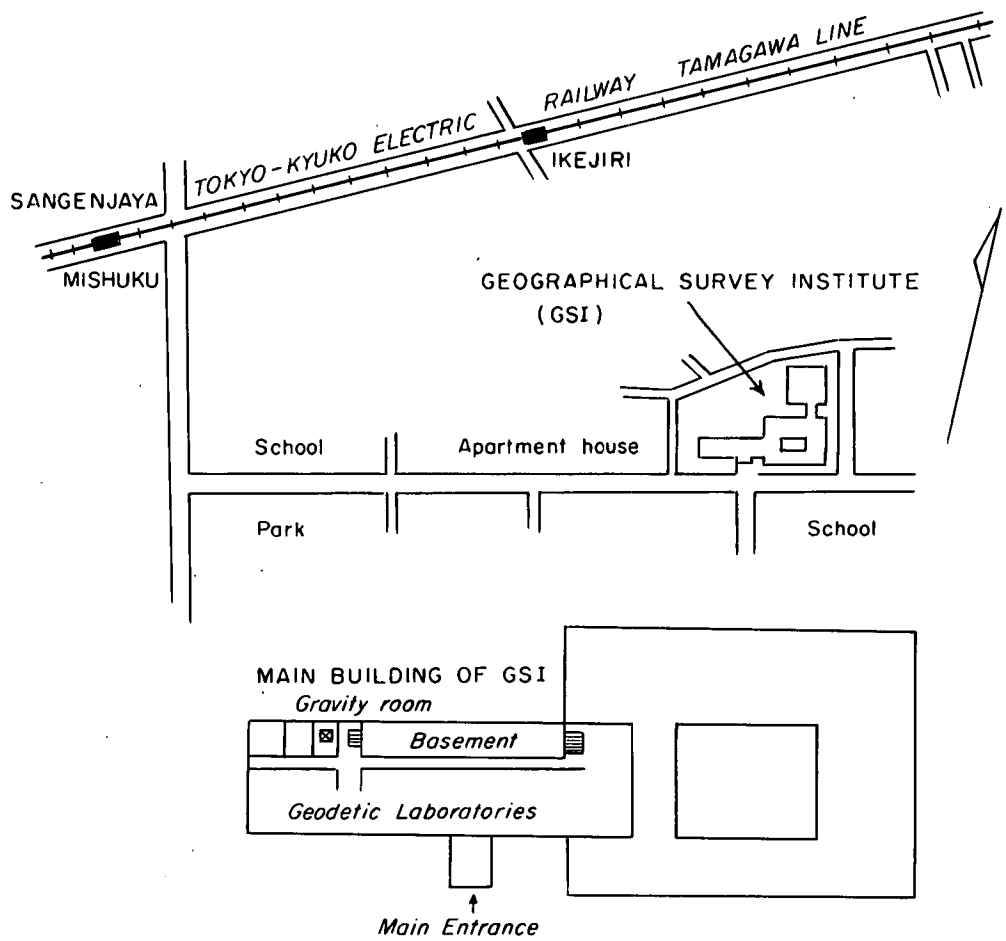 TOKYO-KYUKO ELECTRIC RAILWAY TAMAGAWA LINE
IKEJIRI
SANGENJAYA
MISHUKU
GEOGRAPHICAL SURVEY INSTITUTE
(GSI)
School
Apartment house
Park
School
MAIN BUILDING OF GSI
Gravity room
Basement
Geodetic Laboratories
Main Entrance